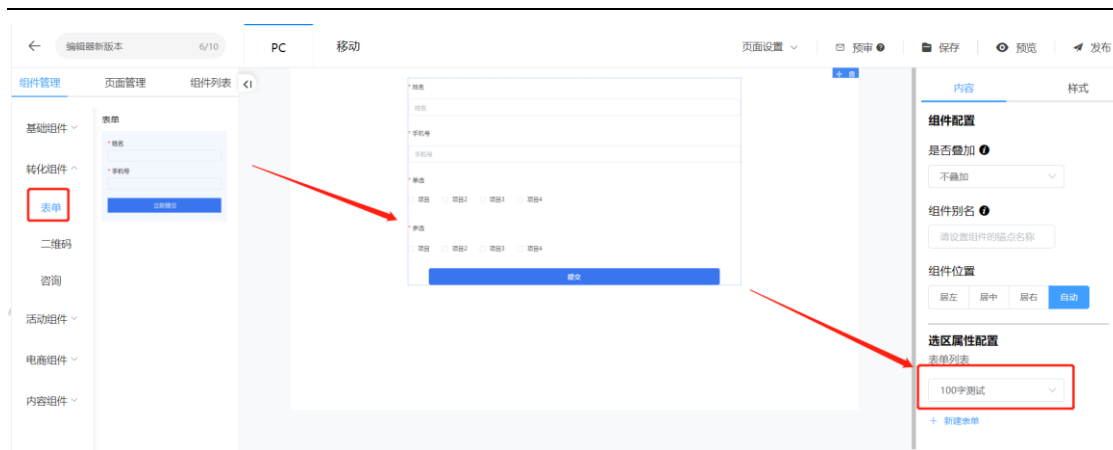 编辑器新版本 6/10 PC 移动 页面设置 预审 保存 预览 发布
组件管理 页面管理 组件列表
基础组件
转化组件
表单
二维码
咨询
活动组件
电商组件
内容组件
表单
* 姓名
* 手机号
立即提交
* 姓名
姓名
* 手机号
手机号
* 单选
项目 项目2 项目3 项目4
* 多选
项目 项目2 项目3 项目4
提交
内容 样式
组件配置
是否叠加
不叠加
组件别名
请设置组件的锚点名称
组件位置
居左 居中 居右 自动
选区属性配置
表单列表
100字测试
+ 新建表单